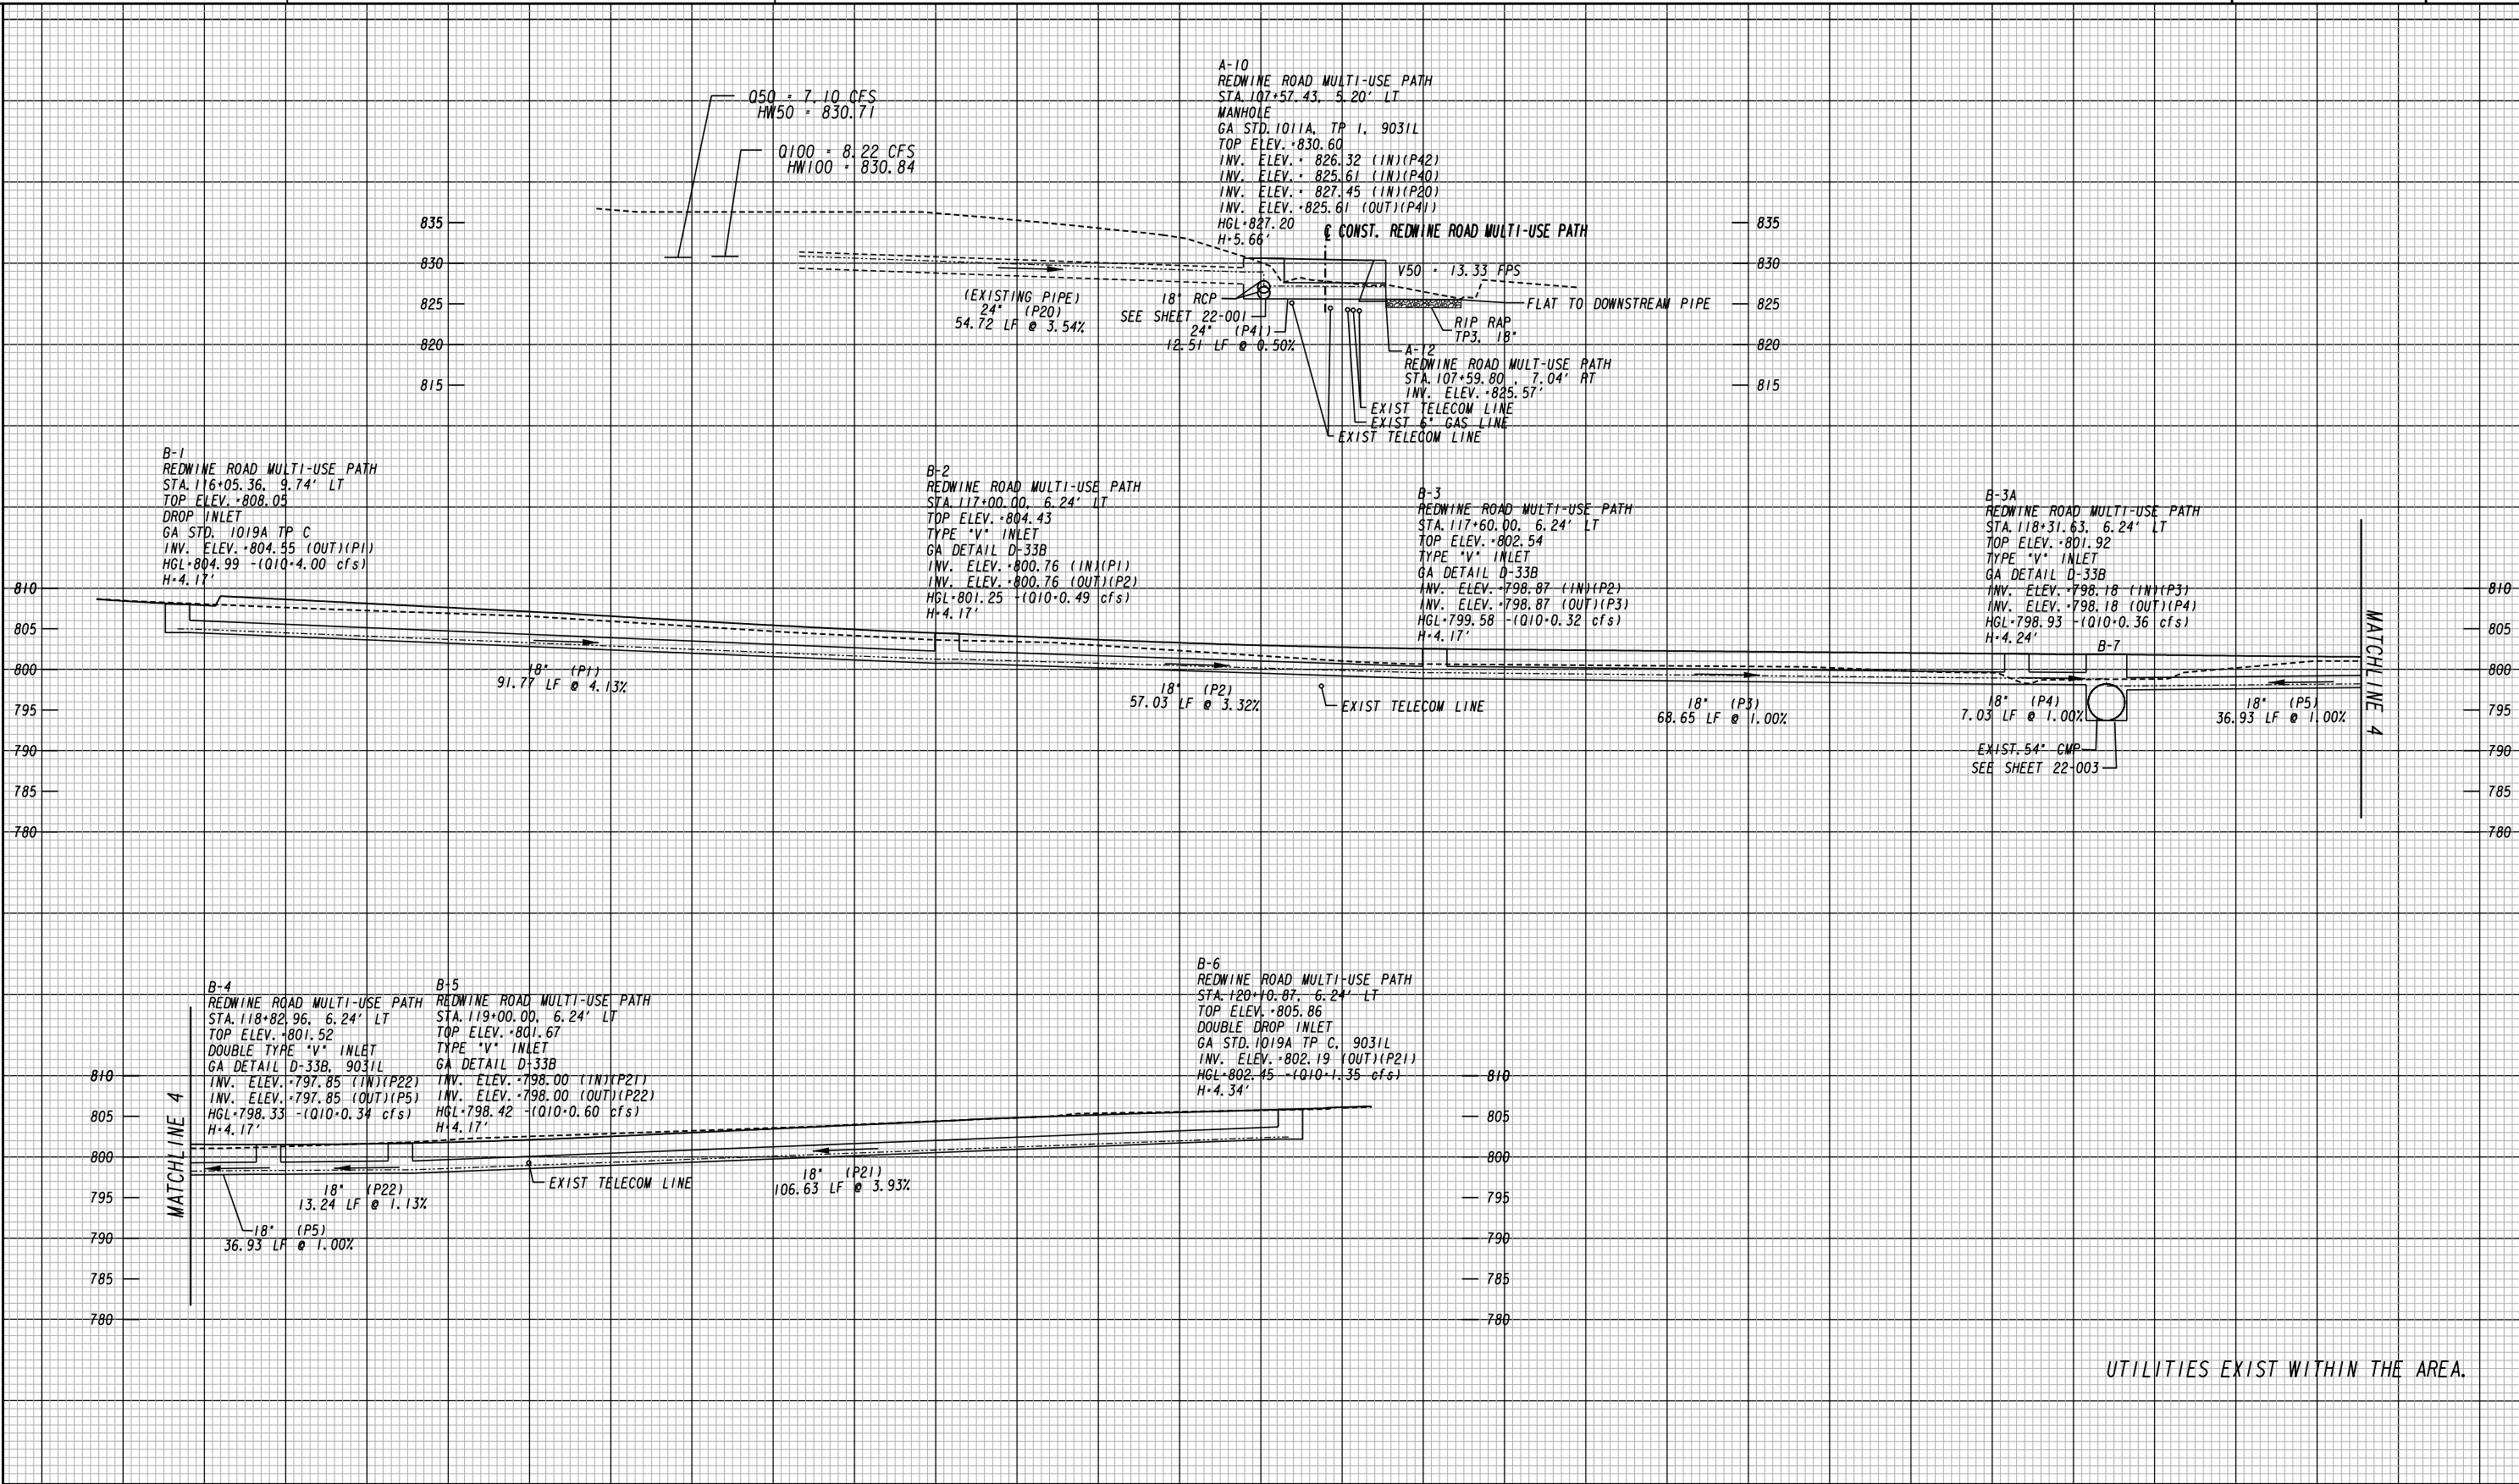 Q50 = 7.10 CFS
HW50 = 830.71
Q100 = 8.22 CFS
HW100 = 830.84
A-10
REDWINE ROAD MULTI-USE PATH
STA. 107+57.43, 5.20' LT
MANHOLE
GA STD. 1011A, TP 1, 9031L
TOP ELEV.=830.60
INV. ELEV.= 826.32 (IN)(P42)
INV. ELEV.= 825.61 (IN)(P40)
INV. ELEV.= 827.45 (IN)(P20)
INV. ELEV.=825.61 (OUT)(P41)
HGL=827.20
H=5.66'
℄ CONST. REDWINE ROAD MULTI-USE PATH
835
830
825
820
815
835
830
825
820
815
(EXISTING PIPE)
24" (P20)
54.72 LF @ 3.54%
18" RCP
SEE SHEET 22-001
24" (P41)
12.51 LF @ 0.50%
V50 = 13.33 FPS
FLAT TO DOWNSTREAM PIPE
RIP RAP
TP3, 18"
A-12
REDWINE ROAD MULT-USE PATH
STA. 107+59.80 , 7.04' RT
INV. ELEV.=825.57'
EXIST TELECOM LINE
EXIST 6" GAS LINE
EXIST TELECOM LINE
B-1
REDWINE ROAD MULTI-USE PATH
STA. 116+05.36, 9.74' LT
TOP ELEV.=808.05
DROP INLET
GA STD. 1019A TP C
INV. ELEV.=804.55 (OUT)(P1)
HGL=804.99 -(Q10=4.00 cfs)
H=4.17'
B-2
REDWINE ROAD MULTI-USE PATH
STA. 117+00.00, 6.24' LT
TOP ELEV.=804.43
TYPE "V" INLET
GA DETAIL D-33B
INV. ELEV.=800.76 (IN)(P1)
INV. ELEV.=800.76 (OUT)(P2)
HGL=801.25 -(Q10=0.49 cfs)
H=4.17'
B-3
REDWINE ROAD MULTI-USE PATH
STA. 117+60.00, 6.24' LT
TOP ELEV.=802.54
TYPE "V" INLET
GA DETAIL D-33B
INV. ELEV.=798.87 (IN)(P2)
INV. ELEV.=798.87 (OUT)(P3)
HGL=799.58 -(Q10=0.32 cfs)
H=4.17'
B-3A
REDWINE ROAD MULTI-USE PATH
STA. 118+31.63, 6.24' LT
TOP ELEV.=801.92
TYPE "V" INLET
GA DETAIL D-33B
INV. ELEV.=798.18 (IN)(P3)
INV. ELEV.=798.18 (OUT)(P4)
HGL=798.93 -(Q10=0.36 cfs)
H=4.24'
B-7
810
805
800
795
790
785
780
810
805
800
795
790
785
780
MATCHLINE 4
18" (P1)
91.77 LF @ 4.13%
18" (P2)
57.03 LF @ 3.32%
EXIST TELECOM LINE
18" (P3)
68.65 LF @ 1.00%
18" (P4)
7.03 LF @ 1.00%
18" (P5)
36.93 LF @ 1.00%
EXIST. 54" CMP
SEE SHEET 22-003
B-4
REDWINE ROAD MULTI-USE PATH
STA. 118+82.96, 6.24' LT
TOP ELEV.=801.52
DOUBLE TYPE "V" INLET
GA DETAIL D-33B, 9031L
INV. ELEV.=797.85 (IN)(P22)
INV. ELEV.=797.85 (OUT)(P5)
HGL=798.33 -(Q10=0.34 cfs)
H=4.17'
B-5
REDWINE ROAD MULTI-USE PATH
STA. 119+00.00, 6.24' LT
TOP ELEV.=801.67
TYPE "V" INLET
GA DETAIL D-33B
INV. ELEV.=798.00 (IN)(P21)
INV. ELEV.=798.00 (OUT)(P22)
HGL=798.42 -(Q10=0.60 cfs)
H=4.17'
B-6
REDWINE ROAD MULTI-USE PATH
STA. 120+10.87, 6.24' LT
TOP ELEV.=805.86
DOUBLE DROP INLET
GA STD. 1019A TP C, 9031L
INV. ELEV.=802.19 (OUT)(P21)
HGL=802.45 -(Q10=1.35 cfs)
H=4.34'
810
805
800
795
790
785
780
810
805
800
795
790
785
780
MATCHLINE 4
18" (P22)
13.24 LF @ 1.13%
18" (P5)
36.93 LF @ 1.00%
EXIST TELECOM LINE
18" (P21)
106.63 LF @ 3.93%
UTILITIES EXIST WITHIN THE AREA.